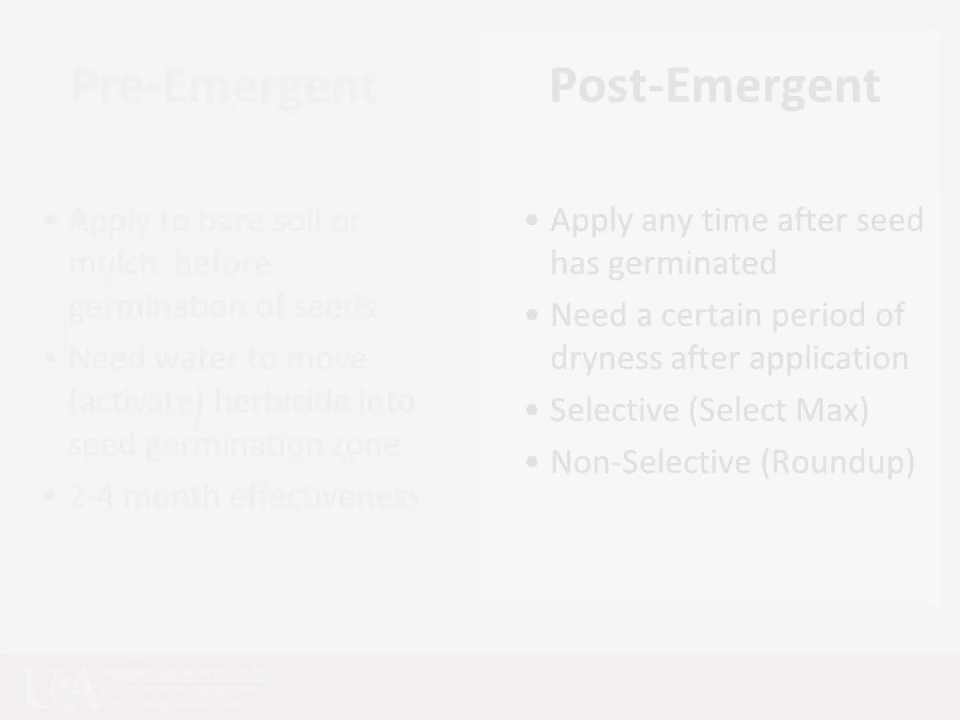 Pre-Emergent
• Apply to bare soil or
mulch before
germination of seeds
• Need water to move
(activate) herbicide into
seed germination zone
• 2-4 month effectiveness
Post-Emergent
• Apply any time after seed
has germinated
• Need a certain period of
dryness after application
• Selective (Select Max)
• Non-Selective (Roundup)